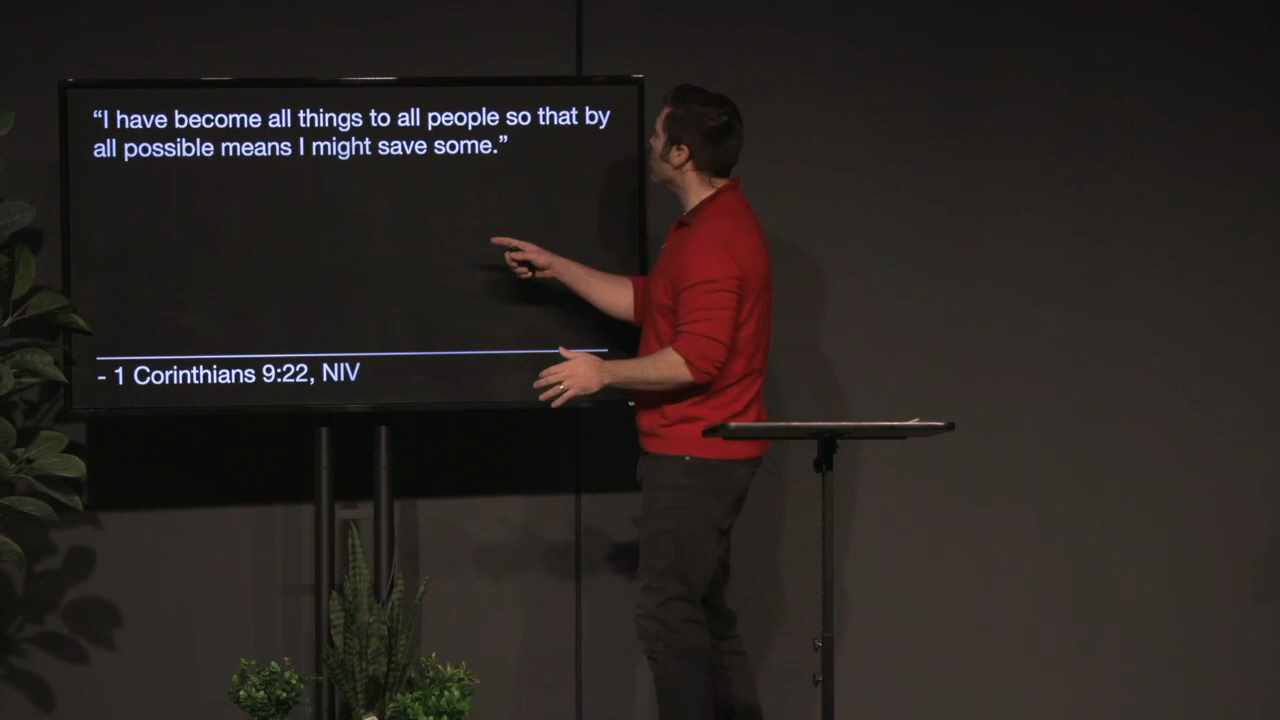 “I have become all things to all people so that by
all possible means I might save some.”
- 1 Corinthians 9:22, NIV